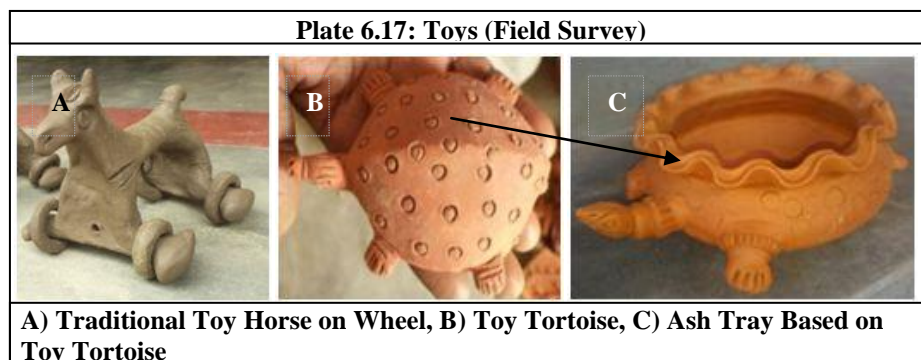 Plate 6.17: Toys (Field Survey)
A B C
A) Traditional Toy Horse on Wheel, B) Toy Tortoise, C) Ash Tray Based on
Toy Tortoise